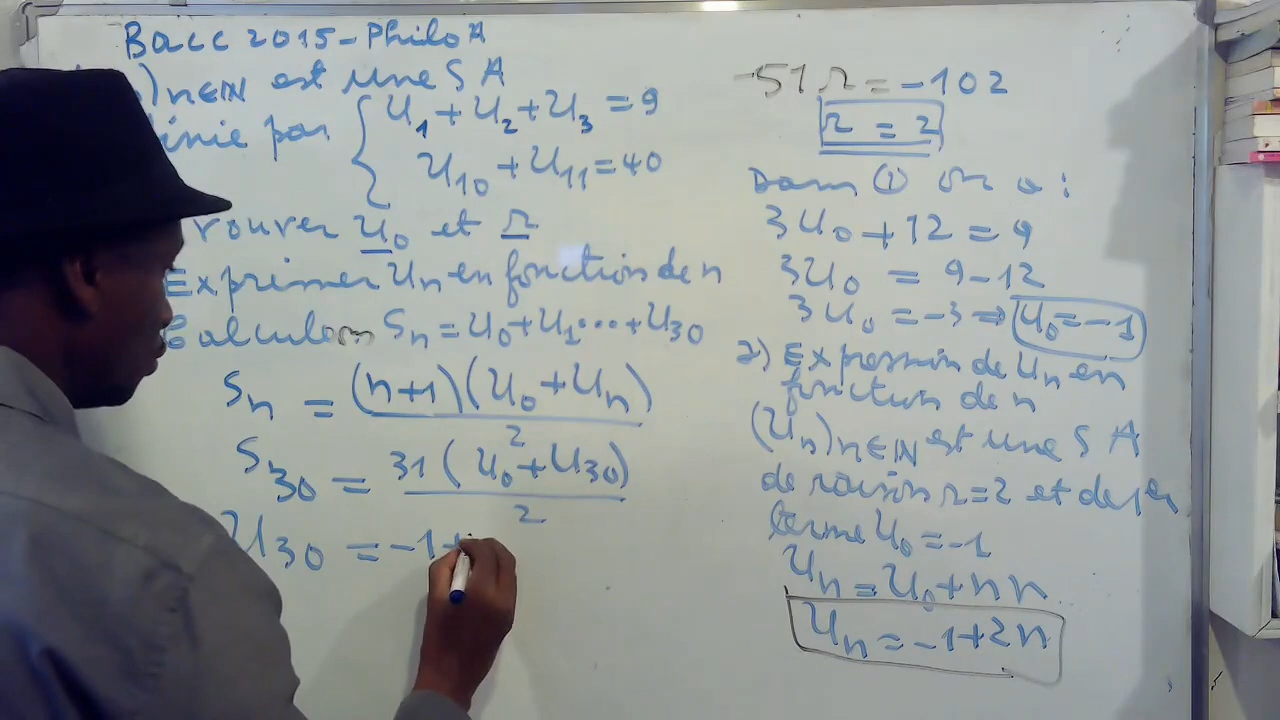 Bacc 2015 - Philo A
)n∈ℕ est une S A
par { U1 + U2 + U3 = 9
U10 + U11 = 40
rouver U0 et r
Exprimer Un en fonction de n
Calculons Sn = U0 + U1 ... + U30
Sn = (n+1)(U0 + Un) / 2
S30 = 31 (U0 + U30) / 2
U30 = -1+
-51 r = -102
r = 2
Dans ① on a :
3U0 + 12 = 9
3U0 = 9 - 12
3U0 = -3 ⇒ U0 = -1
2) Expression de Un en
fonction de n
(Un)n∈ℕ est une S A
de raison r = 2 et de 1er
terme U0 = -1
Un = U0 + nr
Un = -1 + 2n